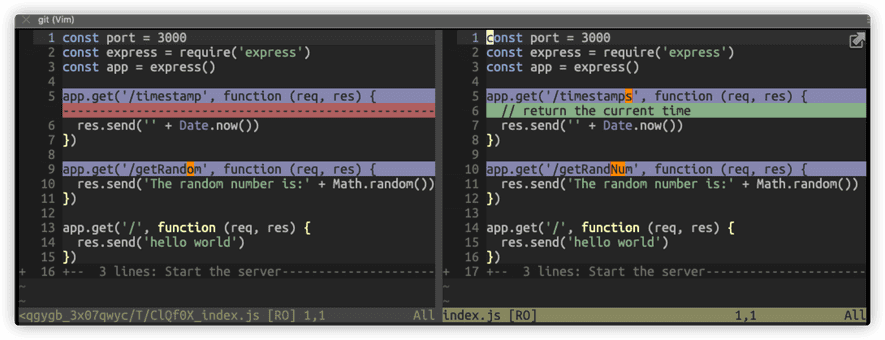 git (Vim)
1 const port = 3000
2 const express = require('express')
3 const app = express()
4
5 app.get('/timestamp', function (req, res) {
--------------------------------------------
6   res.send('' + Date.now())
7 })
8
9 app.get('/getRandom', function (req, res) {
10   res.send('The random number is:' + Math.random())
11 })
12
13 app.get('/', function (req, res) {
14   res.send('hello world')
15 })
+ 16 +-- 3 lines: Start the server----------------------
~
~
<qgygb_3x07qwyc/T/ClQf0X_index.js [RO] 1,1 All
1 const port = 3000
2 const express = require('express')
3 const app = express()
4
5 app.get('/timestamps', function (req, res) {
6   // return the current time
7   res.send('' + Date.now())
8 })
9
10 app.get('/getRandNum', function (req, res) {
11   res.send('The random number is:' + Math.random())
12 })
13
14 app.get('/', function (req, res) {
15   res.send('hello world')
16 })
+ 17 +-- 3 lines: Start the server----------------------
~
~
index.js [RO] 1,1 All